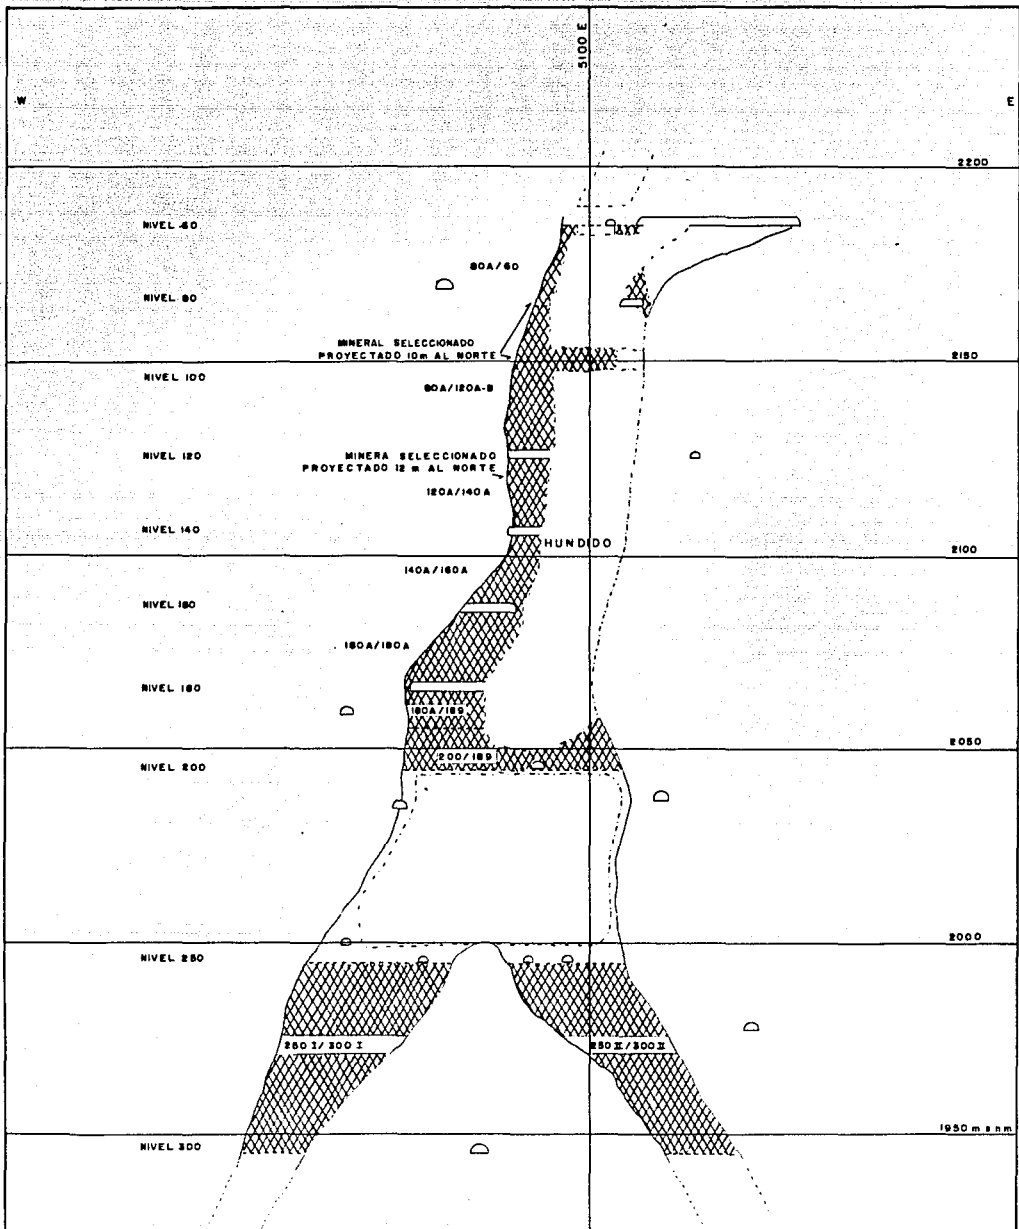 5100 E
W
E
2200
NIVEL 60
80A/60
NIVEL 80
MINERAL SELECCIONADO
PROYECTADO 10m AL NORTE
2150
NIVEL 100
80A/120A-B
NIVEL 120
MINERA SELECCIONADO
PROYECTADO 12 m AL NORTE
120A/140A
NIVEL 140
HUNDIDO
2100
140A/160A
NIVEL 160
160A/180A
NIVEL 180
180A/189
2050
200/189
NIVEL 200
2000
NIVEL 250
250 I/300 I
250 II/300 II
1950 m s n m
NIVEL 300